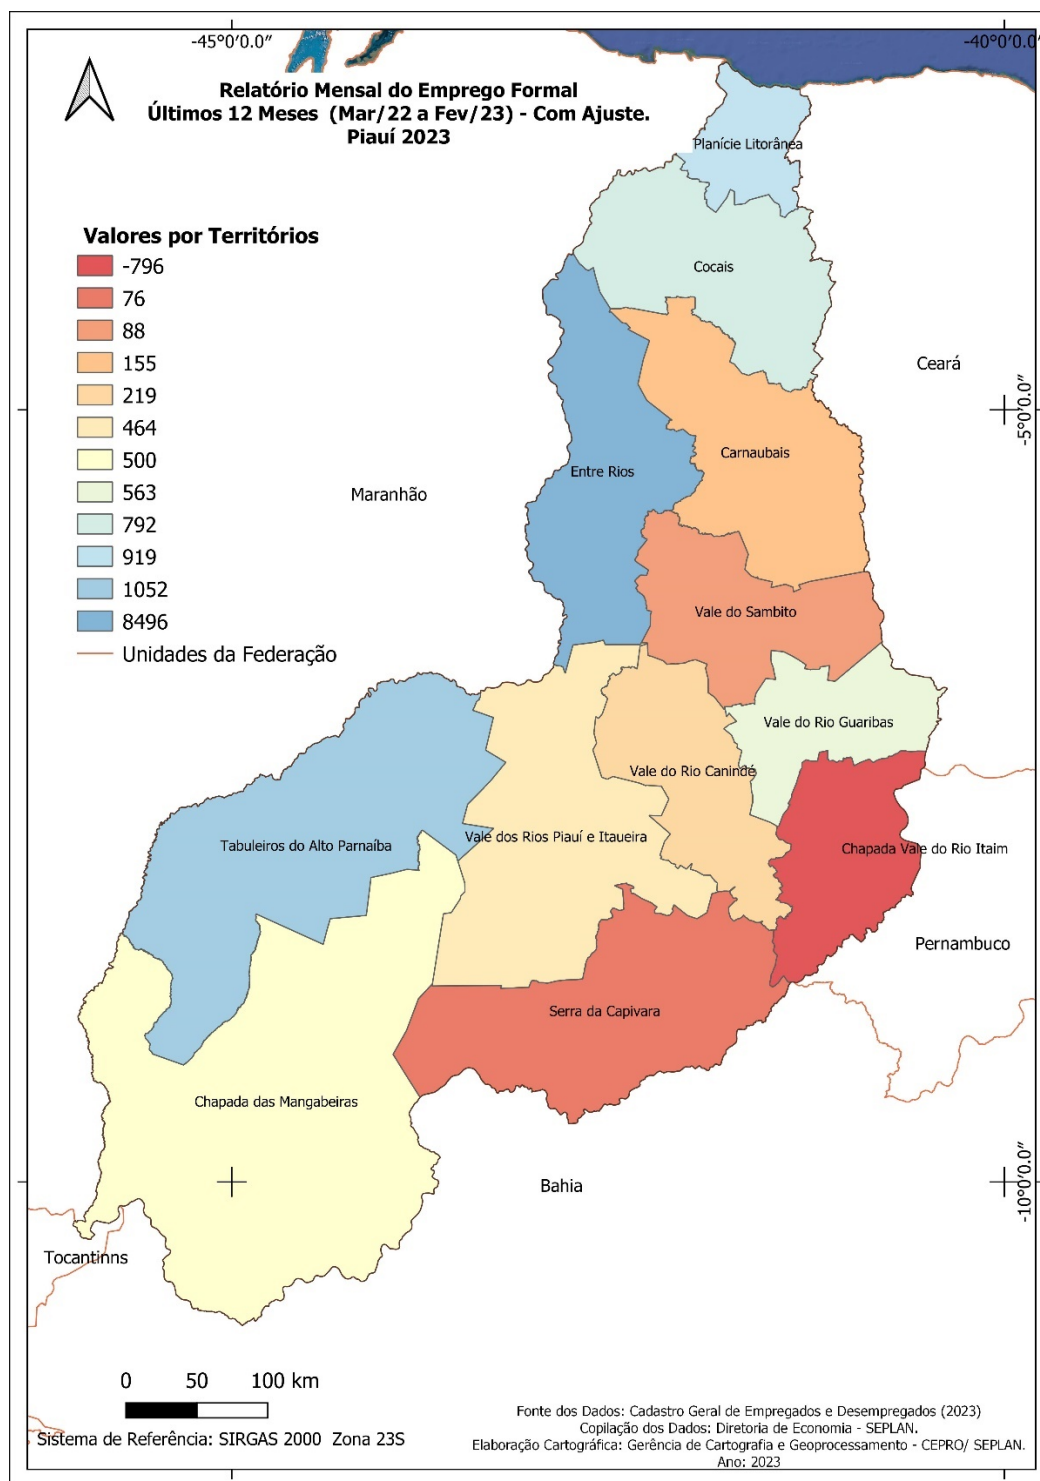 -45°0'0.0"
-40°0'0.0"
Relatório Mensal do Emprego Formal
Últimos 12 Meses (Mar/22 a Fev/23) - Com Ajuste.
Piauí 2023
Planície Litorânea
Valores por Territórios
-796
76
88
155
219
464
500
563
792
919
1052
8496
Unidades da Federação
Cocais
Ceará
-5°0'0.0"
Carnaubais
Entre Rios
Maranhão
Vale do Sambito
Vale do Rio Guaribas
Vale do Rio Canindé
Tabuleiros do Alto Parnaíba
Vale dos Rios Piauí e Itaueira
Chapada Vale do Rio Itaim
Pernambuco
Serra da Capivara
Chapada das Mangabeiras
Bahia
-10°0'0.0"
Tocantinns
0 50 100 km
Sistema de Referência: SIRGAS 2000 Zona 23S
Fonte dos Dados: Cadastro Geral de Empregados e Desempregados (2023)
Copilação dos Dados: Diretoria de Economia - SEPLAN.
Elaboração Cartográfica: Gerência de Cartografia e Geoprocessamento - CEPRO/ SEPLAN.
Ano: 2023